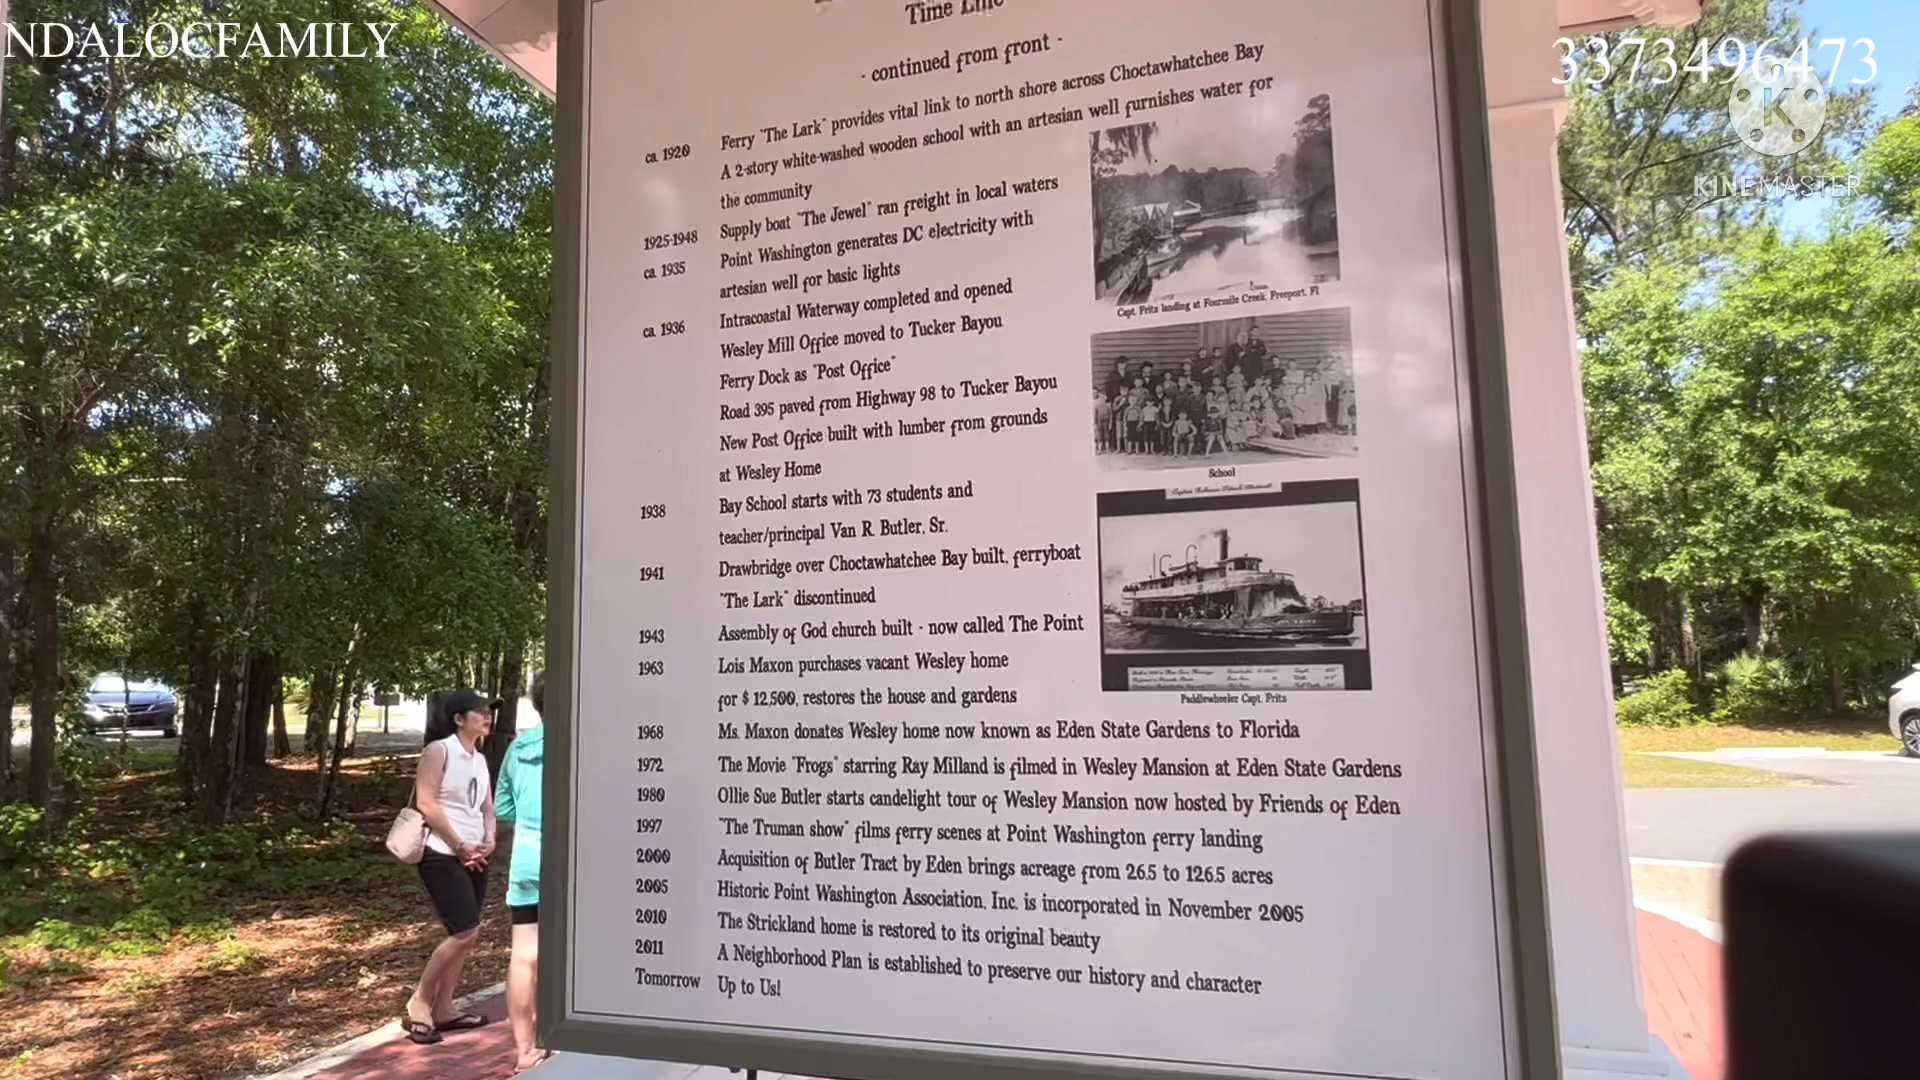 NDALOCFAMILY
3373496473
K
KINEMASTER
Time Line
- continued from front -
ca. 1920 Ferry "The Lark" provides vital link to north shore across Choctawhatchee Bay
A 2-story white-washed wooden school with an artesian well furnishes water for
the community
1925-1948 Supply boat "The Jewel" ran freight in local waters
ca. 1935 Point Washington generates DC electricity with
artesian well for basic lights
ca. 1936 Intracoastal Waterway completed and opened
Wesley Mill Office moved to Tucker Bayou
Ferry Dock as "Post Office"
Road 395 paved from Highway 98 to Tucker Bayou
New Post Office built with lumber from grounds
at Wesley Home
1938 Bay School starts with 73 students and
teacher/principal Van R. Butler, Sr.
1941 Drawbridge over Choctawhatchee Bay built, ferryboat
"The Lark" discontinued
1943 Assembly of God church built - now called The Point
1963 Lois Maxon purchases vacant Wesley home
for $ 12,500, restores the house and gardens
1968 Ms. Maxon donates Wesley home now known as Eden State Gardens to Florida
1972 The Movie "Frogs" starring Ray Milland is filmed in Wesley Mansion at Eden State Gardens
1980 Ollie Sue Butler starts candelight tour of Wesley Mansion now hosted by Friends of Eden
1997 "The Truman show" films ferry scenes at Point Washington ferry landing
2000 Acquisition of Butler Tract by Eden brings acreage from 26.5 to 126.5 acres
2005 Historic Point Washington Association, Inc. is incorporated in November 2005
2010 The Strickland home is restored to its original beauty
2011 A Neighborhood Plan is established to preserve our history and character
Tomorrow Up to Us!
Capt. Fritz landing at Fourmile Creek, Freeport, Fl
School
Paddlewheeler Capt. Fritz